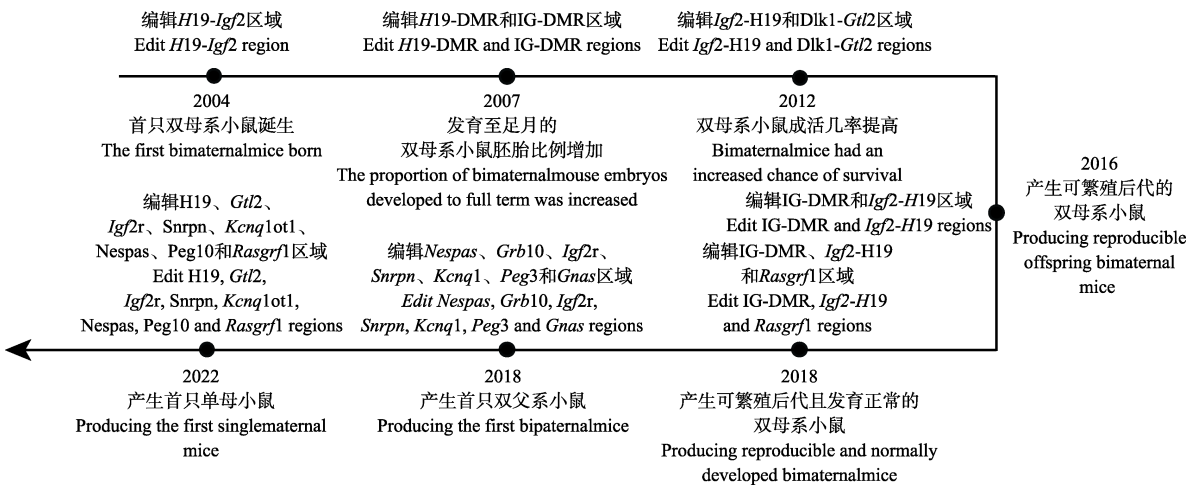 编辑H19-Igf2区域
Edit H19-Igf2 region
2004
首只双母系小鼠诞生
The first bimaternalmice born
编辑H19-DMR和IG-DMR区域
Edit H19-DMR and IG-DMR regions
2007
发育至足月的
双母系小鼠胚胎比例增加
The proportion of bimaternalmouse embryos
developed to full term was increased
编辑Igf2-H19和Dlk1-Gtl2区域
Edit Igf2-H19 and Dlk1-Gtl2 regions
2012
双母系小鼠成活几率提高
Bimaternalmice had an
increased chance of survival
编辑IG-DMR和Igf2-H19区域
Edit IG-DMR and Igf2-H19 regions
2016
产生可繁殖后代的
双母系小鼠
Producing reproducible
offspring bimaternal
mice
编辑IG-DMR、Igf2-H19
和Rasgrf1区域
Edit IG-DMR, Igf2-H19
and Rasgrf1 regions
2018
产生可繁殖后代且发育正常的
双母系小鼠
Producing reproducible and normally
developed bimaternalmice
编辑Nespas、Grb10、Igf2r、
Snrpn、Kcnq1、Peg3和Gnas区域
Edit Nespas, Grb10, Igf2r,
Snrpn, Kcnq1, Peg3 and Gnas regions
2018
产生首只双父系小鼠
Producing the first bipaternalmice
编辑H19、Gtl2、
Igf2r、Snrpn、Kcnq1ot1、
Nespas、Peg10和Rasgrf1区域
Edit H19, Gtl2,
Igf2r, Snrpn, Kcnq1ot1,
Nespas, Peg10 and Rasgrf1 regions
2022
产生首只单母小鼠
Producing the first singlematernal
mice